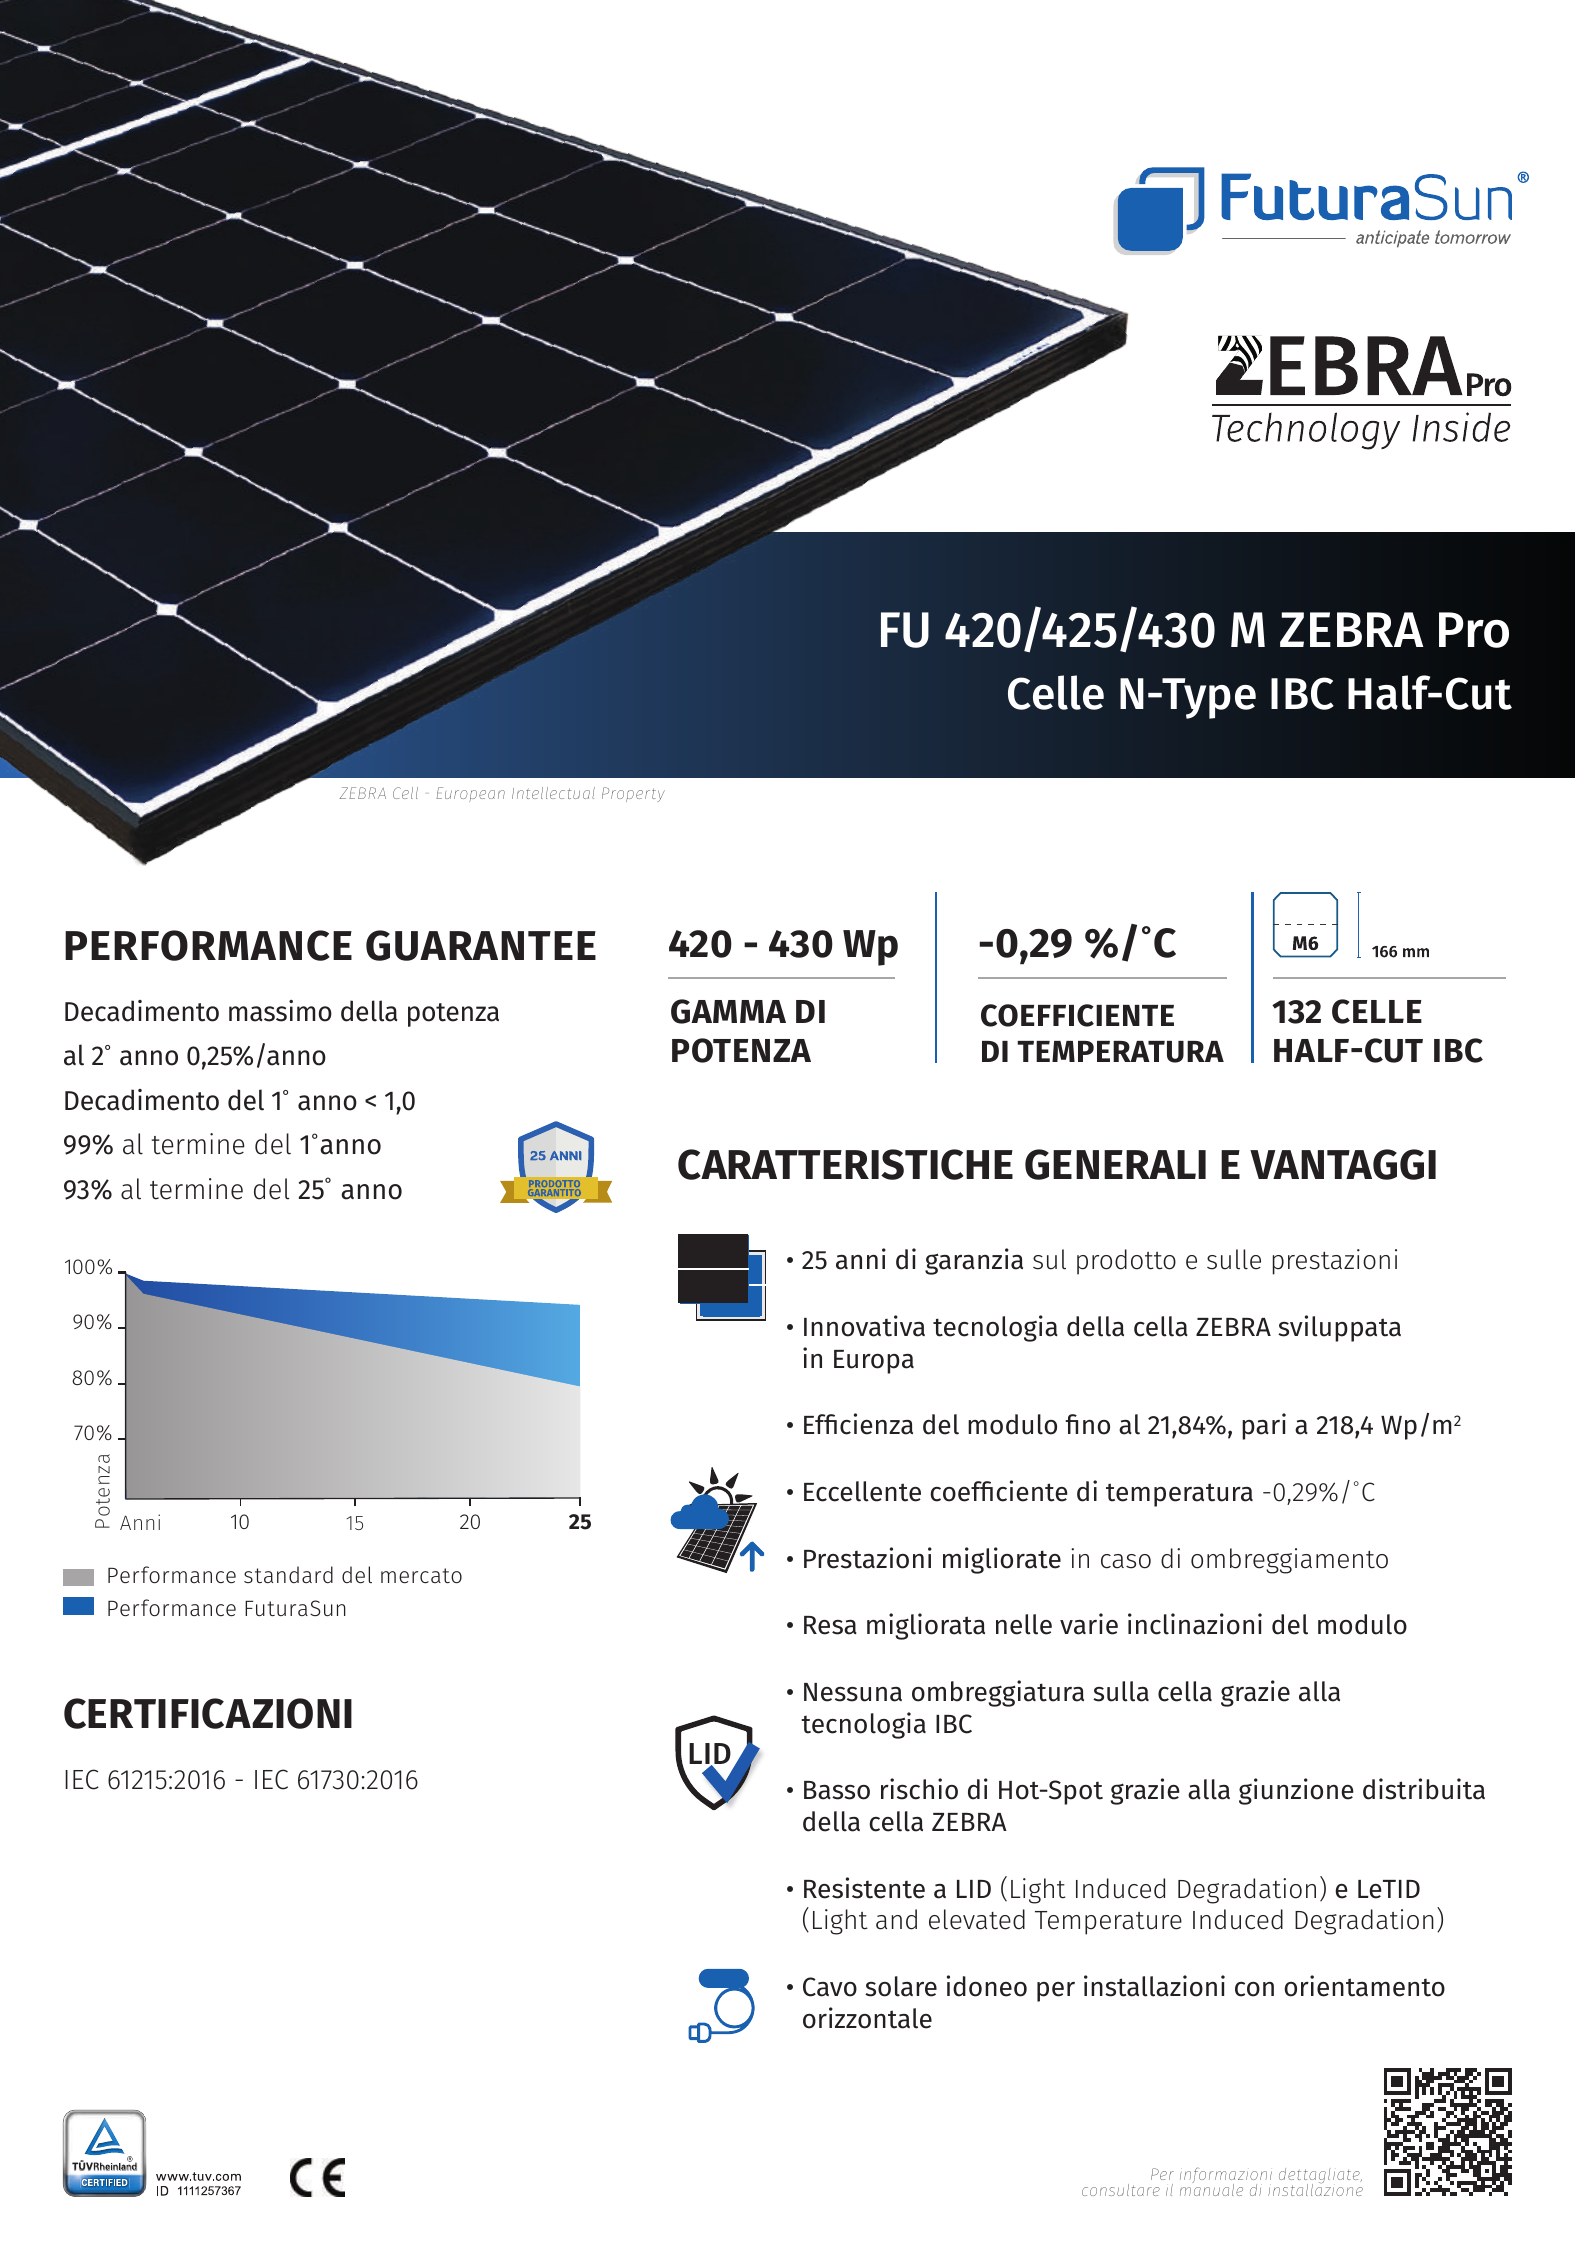 FuturaSun®
anticipate tomorrow
ZEBRA Pro
Technology Inside
FU 420/425/430 M ZEBRA Pro
Celle N-Type IBC Half-Cut
ZEBRA Cell - European Intellectual Property
PERFORMANCE GUARANTEE
Decadimento massimo della potenza
al 2° anno 0,25%/anno
Decadimento del 1° anno < 1,0
99% al termine del 1°anno
93% al termine del 25° anno
25 ANNI
PRODOTTO
GARANTITO
100%
90%
80%
70%
Potenza
Anni 10 15 20 25
Performance standard del mercato
Performance FuturaSun
CERTIFICAZIONI
IEC 61215:2016 - IEC 61730:2016
420 - 430 Wp
GAMMA DI
POTENZA
-0,29 %/°C
COEFFICIENTE
DI TEMPERATURA
M6
166 mm
132 CELLE
HALF-CUT IBC
CARATTERISTICHE GENERALI E VANTAGGI
• 25 anni di garanzia sul prodotto e sulle prestazioni
• Innovativa tecnologia della cella ZEBRA sviluppata
in Europa
• Efficienza del modulo fino al 21,84%, pari a 218,4 Wp/m²
• Eccellente coefficiente di temperatura -0,29%/°C
• Prestazioni migliorate in caso di ombreggiamento
• Resa migliorata nelle varie inclinazioni del modulo
• Nessuna ombreggiatura sulla cella grazie alla
tecnologia IBC
LID
• Basso rischio di Hot-Spot grazie alla giunzione distribuita
della cella ZEBRA
• Resistente a LID (Light Induced Degradation) e LeTID
(Light and elevated Temperature Induced Degradation)
• Cavo solare idoneo per installazioni con orientamento
orizzontale
TÜVRheinland®
CERTIFIED
www.tuv.com
ID 1111257367
CE
Per informazioni dettagliate,
consultare il manuale di installazione